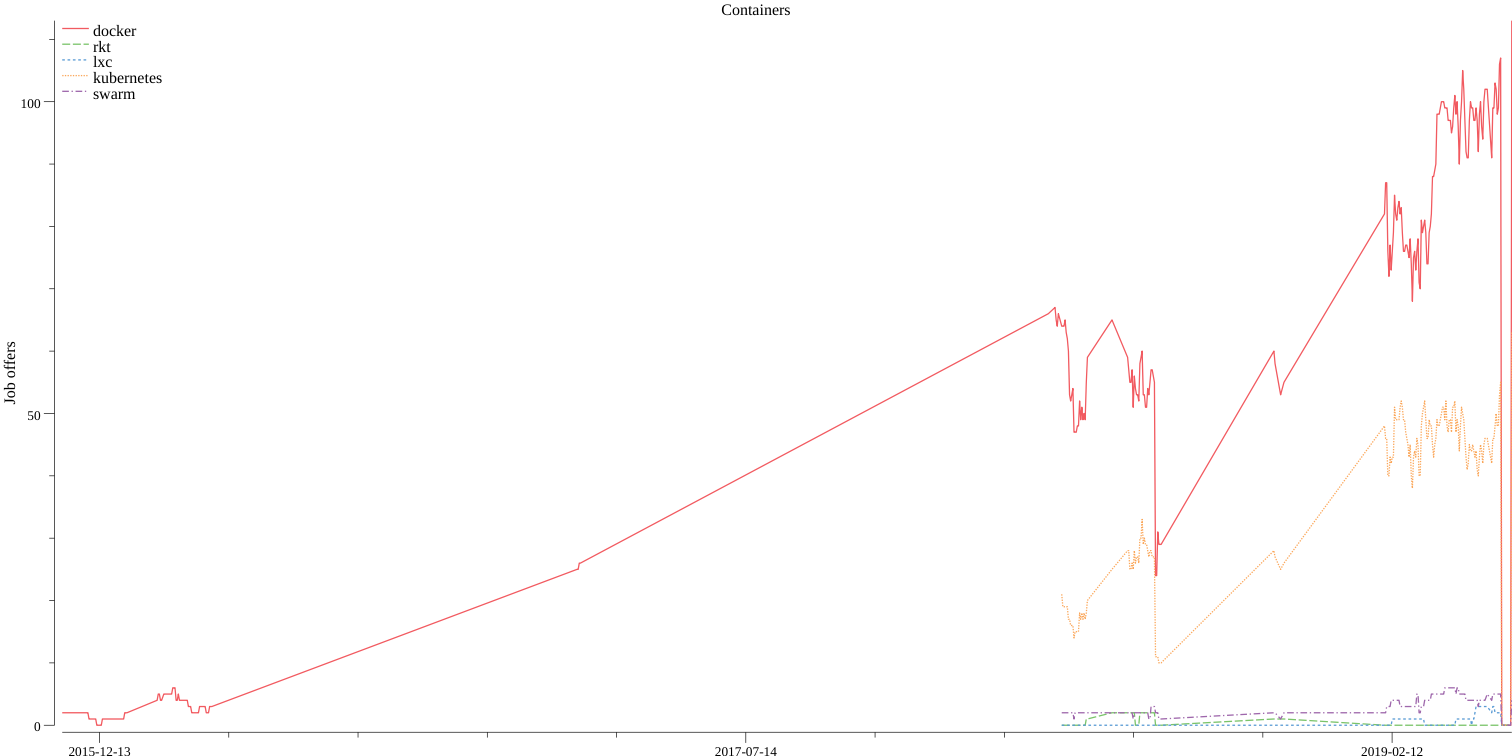 Containers
docker
rkt
lxc
kubernetes
swarm
100
50
0
Job offers
2015-12-13
2017-07-14
2019-02-12